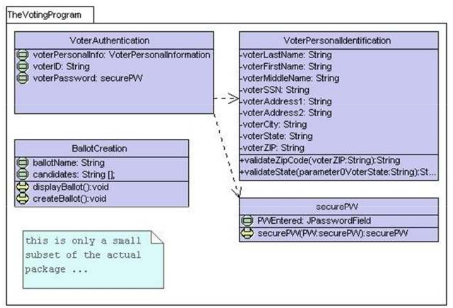 TheVotingProgram
VoterAuthentication
voterPersonalInfo: VoterPersonalInformation
voterID: String
voterPassword: securePW
VoterPersonalIdentification
-voterLastName: String
-voterFirstName: String
-voterMiddleName: String
-voterSSN: String
-voterAddress1: String
-voterAddress2: String
-voterCity: String
-voterState: String
-voterZIP: String
+validateZipCode(voterZIP:String):String
+validateState(parameter0VoterState:String):St...
BallotCreation
ballotName: String
candidates: String [];
displayBallot():void
createBallot():void
securePW
PWEntered: JPasswordField
securePW(PW:securePW):securePW
this is only a small
subset of the actual
package ...